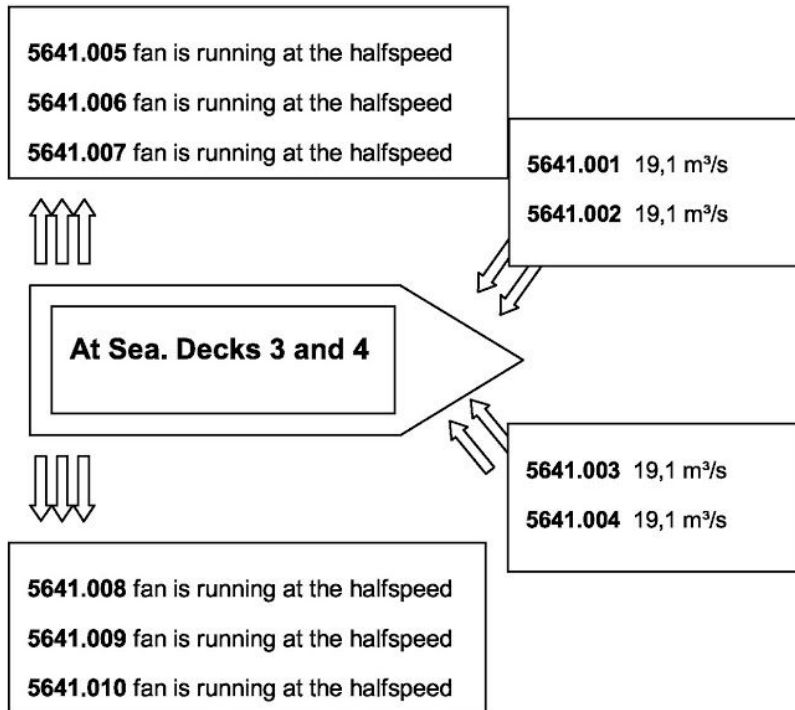 5641.005 fan is running at the halfspeed
5641.006 fan is running at the halfspeed
5641.007 fan is running at the halfspeed
5641.001 19,1 m³/s
5641.002 19,1 m³/s
At Sea. Decks 3 and 4
5641.003 19,1 m³/s
5641.004 19,1 m³/s
5641.008 fan is running at the halfspeed
5641.009 fan is running at the halfspeed
5641.010 fan is running at the halfspeed